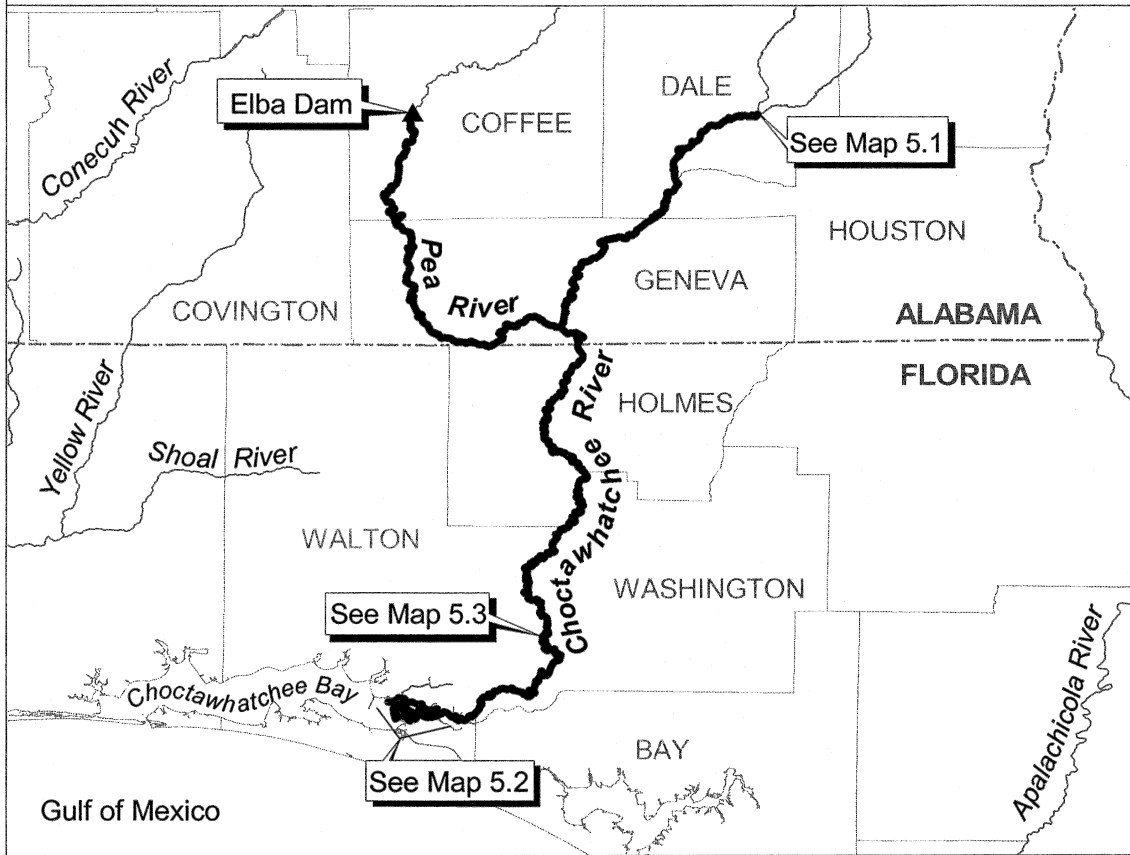 Conecuh River
Elba Dam
COFFEE
DALE
See Map 5.1
HOUSTON
Pea
River
GENEVA
COVINGTON
ALABAMA
FLORIDA
Yellow River
Shoal River
HOLMES
Choctawhatchee River
WALTON
WASHINGTON
See Map 5.3
Choctawhatchee Bay
BAY
See Map 5.2
Apalachicola River
Gulf of Mexico